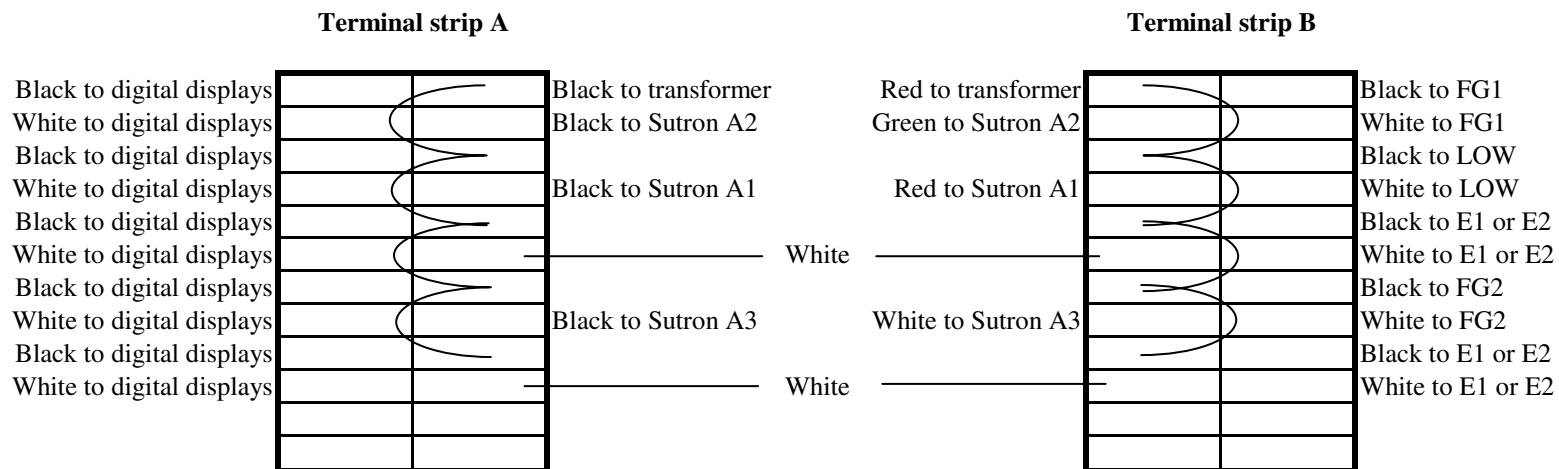 Terminal strip A Terminal strip B
Black to digital displays Black to transformer Red to transformer Black to FG1
White to digital displays Black to Sutron A2 Green to Sutron A2 White to FG1
Black to digital displays Black to LOW
White to digital displays Black to Sutron A1 Red to Sutron A1 White to LOW
Black to digital displays Black to E1 or E2
White to digital displays White White to E1 or E2
Black to digital displays Black to FG2
White to digital displays Black to Sutron A3 White to Sutron A3 White to FG2
Black to digital displays Black to E1 or E2
White to digital displays White White to E1 or E2